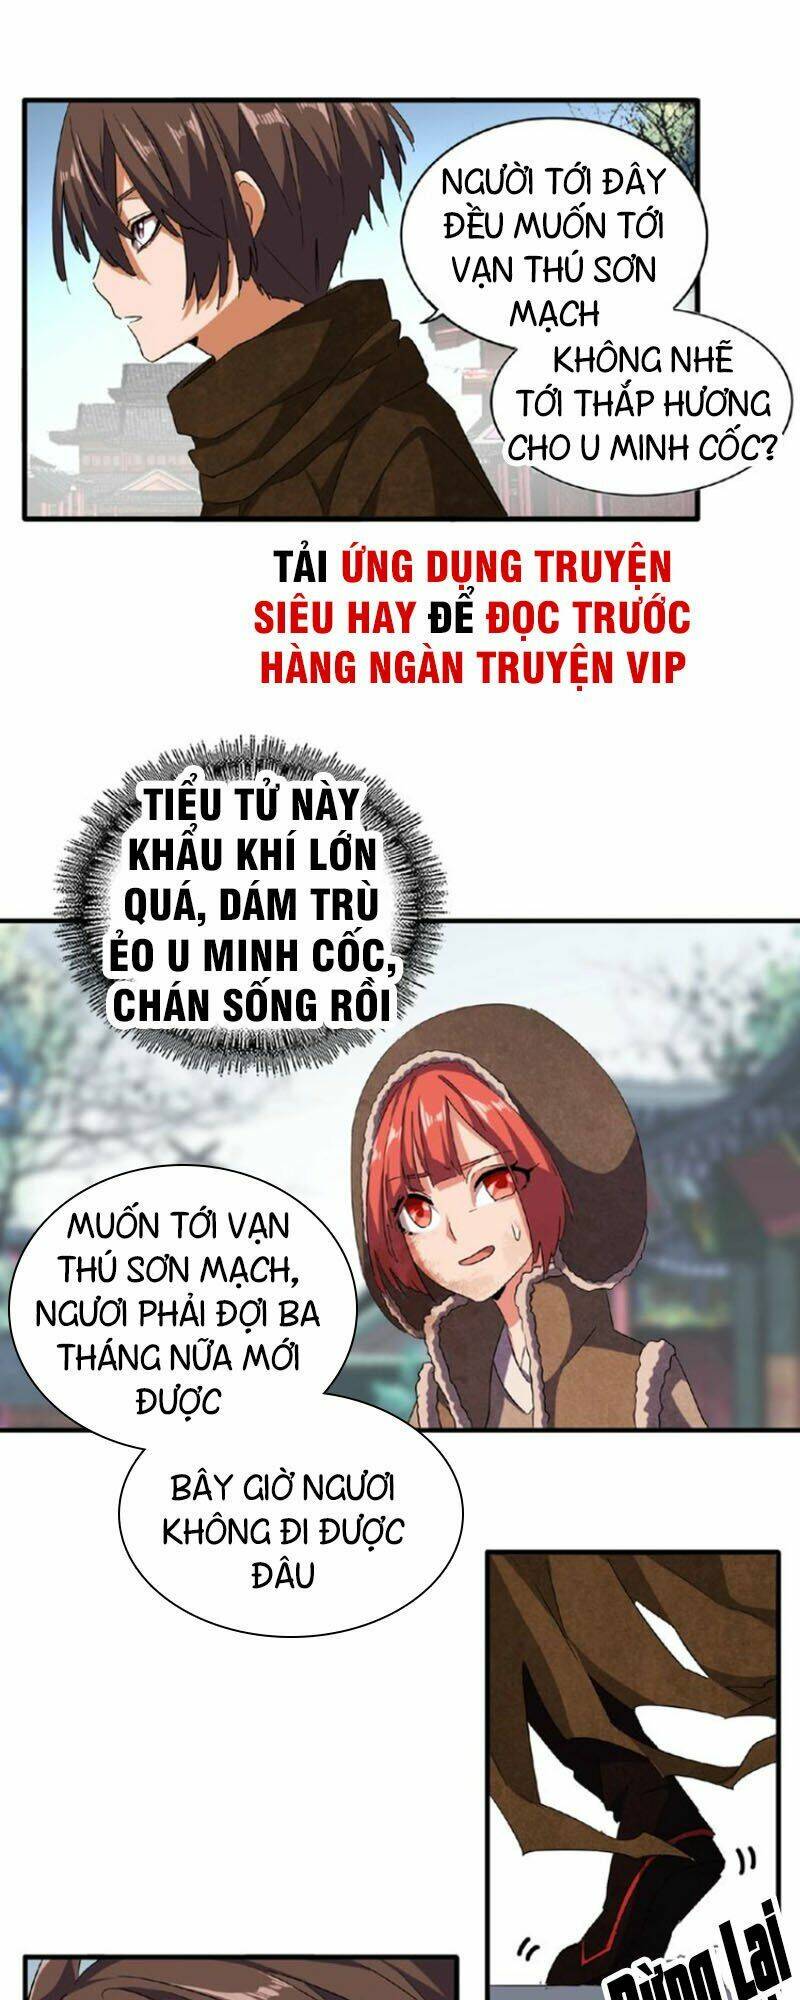 NGƯỜI TỚI ĐÂY
ĐỀU MUỐN TỚI
VẠN THÚ SƠN
MẠCH
KHÔNG NHẼ
TỚI THẮP HƯƠNG
CHO U MINH CỐC?
TẢI ỨNG DỤNG TRUYỆN
SIÊU HAY ĐỂ ĐỌC TRƯỚC
HÀNG NGÀN TRUYỆN VIP
TIỂU TỬ NÀY
KHẨU KHÍ LỚN
QUÁ, DÁM TRÙ
ẺO U MINH CỐC,
CHÁN SỐNG RỒI
MUỐN TỚI VẠN
THÚ SƠN MẠCH,
NGƯƠI PHẢI ĐỢI BA
THÁNG NỮA MỚI
ĐƯỢC
BÂY GIỜ NGƯƠI
KHÔNG ĐI ĐƯỢC
ĐÂU
Dừng Lại